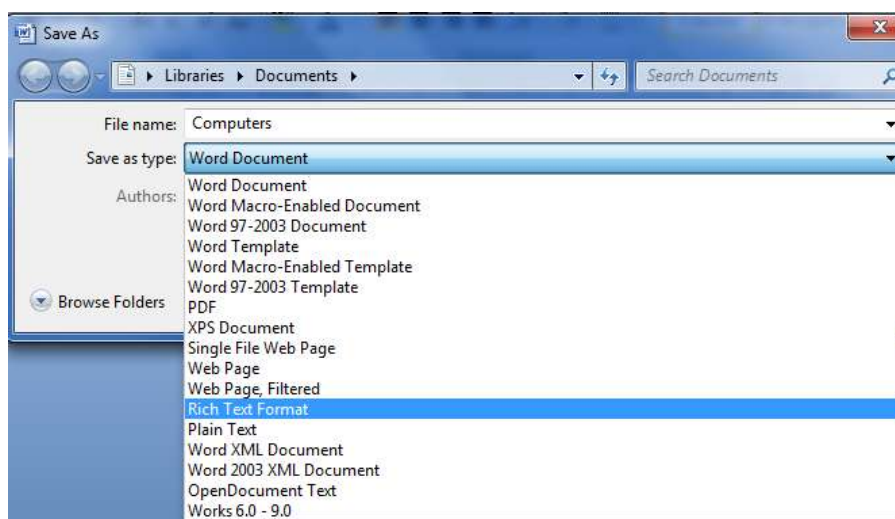 Save As
Libraries Documents Search Documents
File name: Computers
Save as type: Word Document
Authors:
Word Document
Word Macro-Enabled Document
Word 97-2003 Document
Word Template
Word Macro-Enabled Template
Word 97-2003 Template
Browse Folders
PDF
XPS Document
Single File Web Page
Web Page
Web Page, Filtered
Rich Text Format
Plain Text
Word XML Document
Word 2003 XML Document
OpenDocument Text
Works 6.0 - 9.0